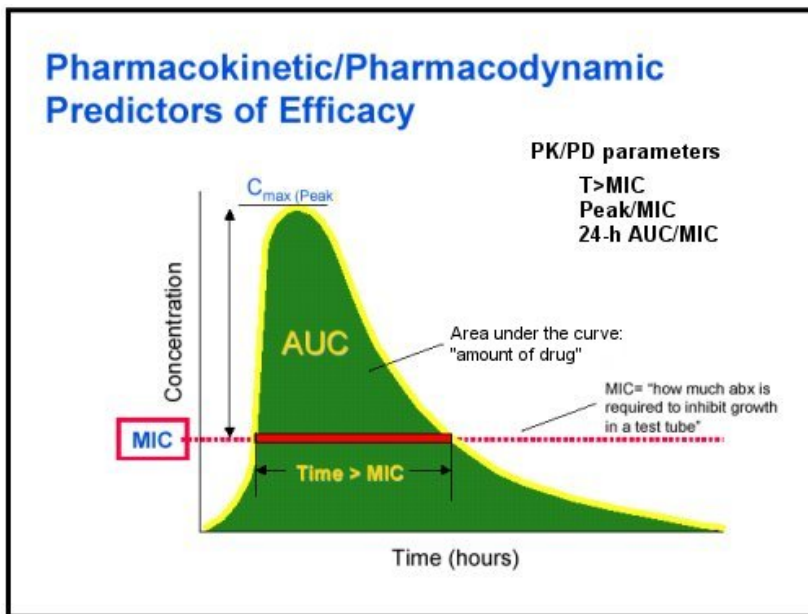 Pharmacokinetic/Pharmacodynamic
Predictors of Efficacy
PK/PD parameters
T>MIC
Peak/MIC
24-h AUC/MIC
Cmax (Peak
Concentration
AUC
Area under the curve:
"amount of drug"
MIC= "how much abx is
required to inhibit growth
in a test tube"
MIC
Time > MIC
Time (hours)